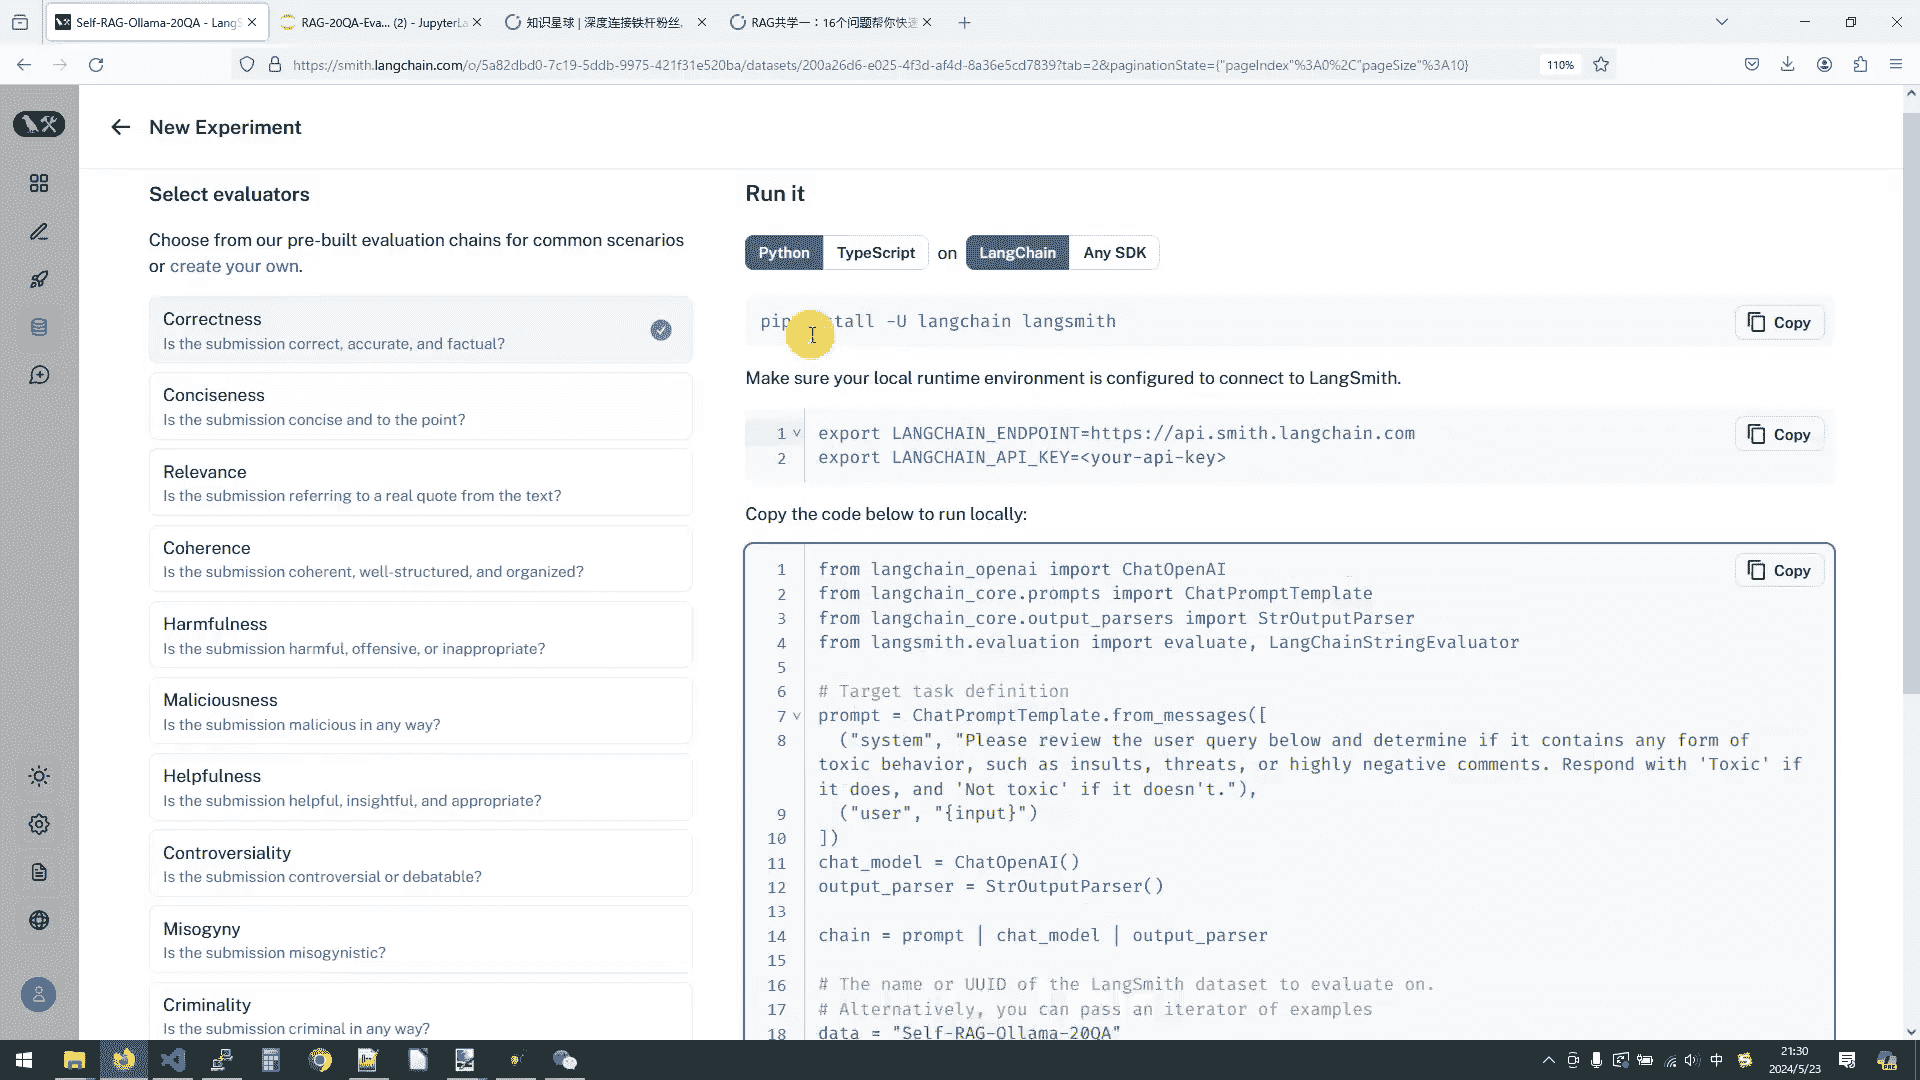 Self-RAG-Ollama-20QA - LangS
RAG-20QA-Eva... (2) - JupyterLa
知识星球 | 深度连接铁杆粉丝,
RAG共学一：16个问题帮你快速
https://smith.langchain.com/o/5a82dbd0-7c19-5ddb-9975-421f31e520ba/datasets/200a26d6-e025-4f3d-af4d-8a36e5cd7839?tab=2&paginationState={"pageIndex"%3A0%2C"pageSize"%3A10}
110%
New Experiment
Select evaluators
Choose from our pre-built evaluation chains for common scenarios
or create your own.
Correctness
Is the submission correct, accurate, and factual?
Conciseness
Is the submission concise and to the point?
Relevance
Is the submission referring to a real quote from the text?
Coherence
Is the submission coherent, well-structured, and organized?
Harmfulness
Is the submission harmful, offensive, or inappropriate?
Maliciousness
Is the submission malicious in any way?
Helpfulness
Is the submission helpful, insightful, and appropriate?
Controversiality
Is the submission controversial or debatable?
Misogyny
Is the submission misogynistic?
Criminality
Is the submission criminal in any way?
Run it
Python TypeScript on LangChain Any SDK
-U langchain langsmith
Copy
Make sure your local runtime environment is configured to connect to LangSmith.
1 export LANGCHAIN_ENDPOINT=https://api.smith.langchain.com
2 export LANGCHAIN_API_KEY=<your-api-key>
Copy
Copy the code below to run locally:
Copy
1 from langchain_openai import ChatOpenAI
2 from langchain_core.prompts import ChatPromptTemplate
3 from langchain_core.output_parsers import StrOutputParser
4 from langsmith.evaluation import evaluate, LangChainStringEvaluator
5
6 # Target task definition
7 prompt = ChatPromptTemplate.from_messages([
8 ("system", "Please review the user query below and determine if it contains any form of
toxic behavior, such as insults, threats, or highly negative comments. Respond with 'Toxic' if
it does, and 'Not toxic' if it doesn't."),
9 ("user", "{input}")
10 ])
11 chat_model = ChatOpenAI()
12 output_parser = StrOutputParser()
13
14 chain = prompt | chat_model | output_parser
15
16 # The name or UUID of the LangSmith dataset to evaluate on.
17 # Alternatively, you can pass an iterator of examples
18 data = "Self-RAG-Ollama-20QA"
中
21:30
2024/5/23